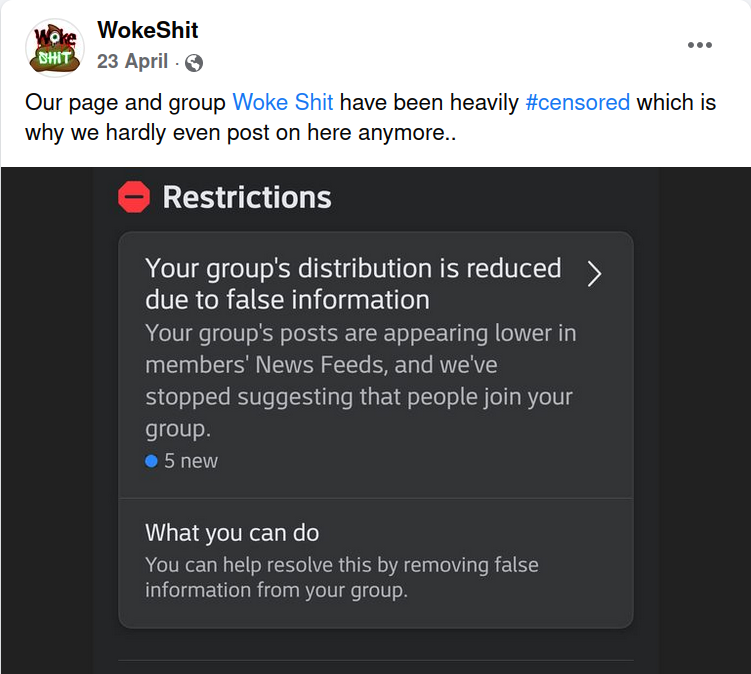 Woke
SHIT
WokeShit
23 April ·
Our page and group Woke Shit have been heavily #censored which is
why we hardly even post on here anymore..
Restrictions
Your group's distribution is reduced
due to false information
Your group's posts are appearing lower in
members' News Feeds, and we've
stopped suggesting that people join your
group.
5 new
What you can do
You can help resolve this by removing false
information from your group.